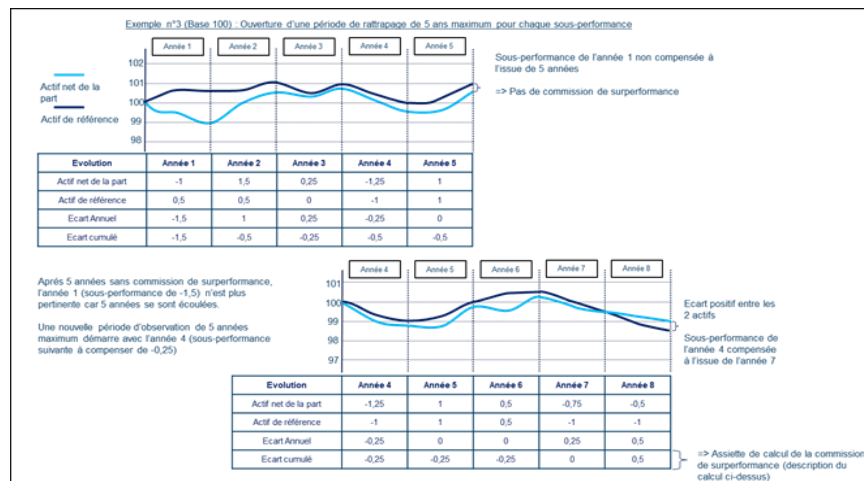 Exemple n°3 (Base 100) : Ouverture d'une période de rattrapage de 5 ans maximum pour chaque sous-performance
Année 1 Année 2 Année 3 Année 4 Année 5
102
101
100
99
98
Actif net de la
part
Actif de référence
Sous-performance de l'année 1 non compensée à
l'issue de 5 années
=> Pas de commission de surperformance
Evolution Année 1 Année 2 Année 3 Année 4 Année 5
Actif net de la part -1 1,5 0,25 -1,25 1
Actif de référence 0,5 0,5 0 -1 1
Ecart Annuel -1,5 1 0,25 -0,25 0
Ecart cumulé -1,5 -0,5 -0,25 -0,5 -0,5
Aprés 5 années sans commission de surperformance,
l'année 1 (sous-performance de -1,5) n'est plus
pertinente car 5 années se sont écoulées.
Une nouvelle période d'observation de 5 années
maximum démarre avec l'année 4 (sous-performance
suivante à compenser de -0,25)
Année 4 Année 5 Année 6 Année 7 Année 8
101
100
99
98
97
Ecart positif entre les
2 actifs
Sous-performance de
l'année 4 compensée
à l'issue de l'année 7
Evolution Année 4 Année 5 Année 6 Année 7 Année 8
Actif net de la part -1,25 1 0,5 -0,75 -0,5
Actif de référence -1 1 0,5 -1 -1
Ecart Annuel -0,25 0 0 0,25 0,5
Ecart cumulé -0,25 -0,25 -0,25 0 0,5
=> Assiette de calcul de la commission
de surperformance (description du
calcul ci-dessus)